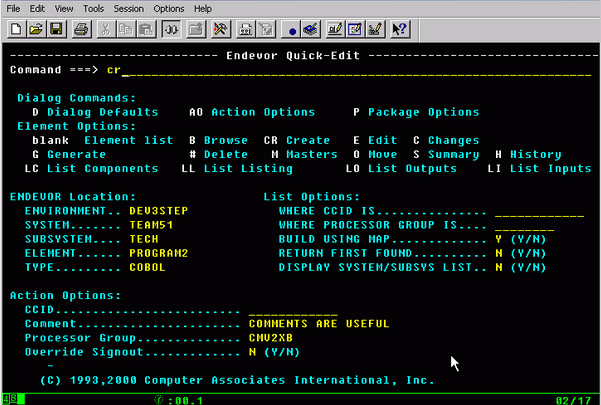 File Edit View Tools Session Options Help
---------------------------- Endevor Quick-Edit ----------------------------
Command ===> cr
Dialog Commands:
D Dialog Defaults AO Action Options P Package Options
Element Options:
blank Element list B Browse CR Create E Edit C Changes
G Generate # Delete M Masters O Move S Summary H History
LC List Components LL List Listing LO List Outputs LI List Inputs
ENDEVOR Location: List Options:
ENVIRONMENT.. DEV3STEP WHERE CCID IS............... ____________
SYSTEM....... TEAM51 WHERE PROCESSOR GROUP IS.... ________
SUBSYSTEM.... TECH BUILD USING MAP............. Y (Y/N)
ELEMENT...... PROGRAM2 RETURN FIRST FOUND.......... N (Y/N)
TYPE......... COBOL DISPLAY SYSTEM/SUBSYS LIST.. N (Y/N)
Action Options:
CCID......................... ____________
Comment...................... COMMENTS ARE USEFUL
Processor Group.............. CMV2XB
Override Signout............. N (Y/N)
(C) 1993,2000 Computer Associates International, Inc.
:00.1 02/17